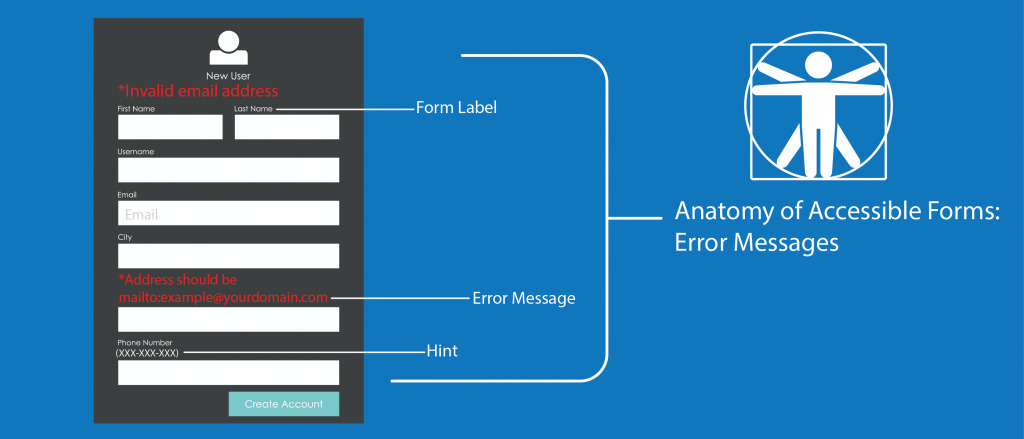 New User
*Invalid email address
First Name
Last Name
Form Label
Username
Email
Email
City
*Address should be
mailto:example@yourdomain.com
Error Message
Phone Number
(XXX-XXX-XXX)
Hint
Create Account
Anatomy of Accessible Forms:
Error Messages